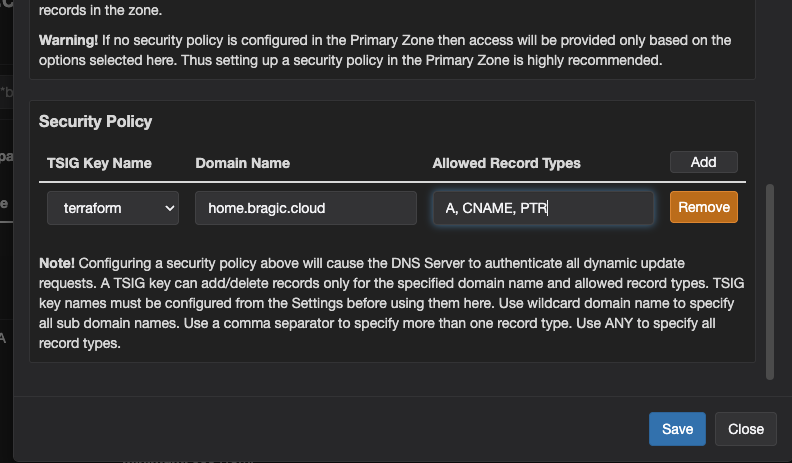 records in the zone.
Warning! If no security policy is configured in the Primary Zone then access will be provided only based on the
options selected here. Thus setting up a security policy in the Primary Zone is highly recommended.
Security Policy
TSIG Key Name Domain Name Allowed Record Types Add
terraform home.bragic.cloud A, CNAME, PTR Remove
Note! Configuring a security policy above will cause the DNS Server to authenticate all dynamic update
requests. A TSIG key can add/delete records only for the specified domain name and allowed record types. TSIG
key names must be configured from the Settings before using them here. Use wildcard domain name to specify
all sub domain names. Use a comma separator to specify more than one record type. Use ANY to specify all
record types.
Save Close